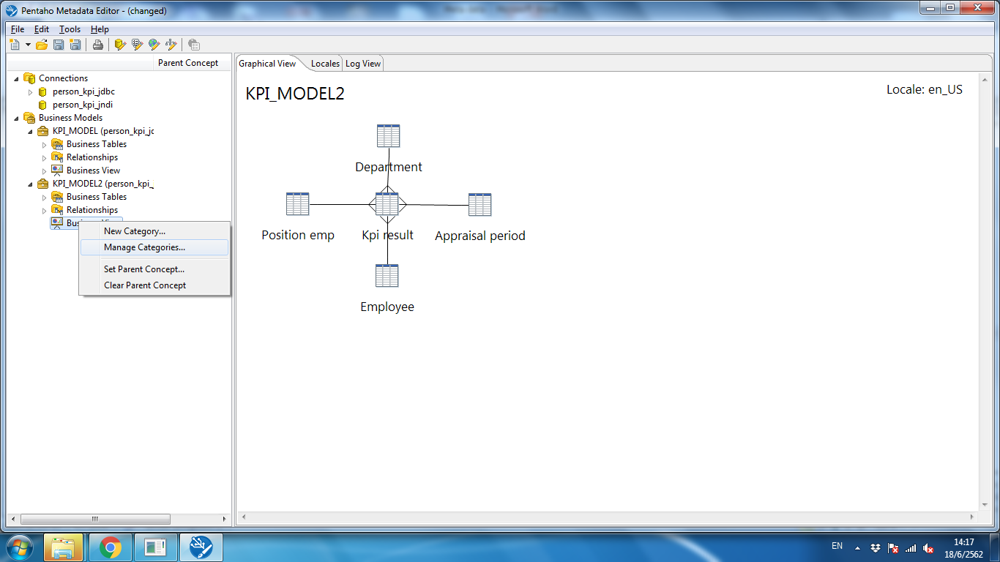 Pentaho Metadata Editor - (changed)
File Edit Tools Help
Parent Concept
Connections
person_kpi_jdbc
person_kpi_jndi
Business Models
KPI_MODEL (person_kpi_jc
Business Tables
Relationships
Business View
KPI_MODEL2 (person_kpi_
Business Tables
Relationships
New Category...
Manage Categories...
Set Parent Concept...
Clear Parent Concept
Graphical View Locales Log View
KPI_MODEL2
Locale: en_US
Department
Position emp Kpi result Appraisal period
Employee
EN
14:17
18/6/2562